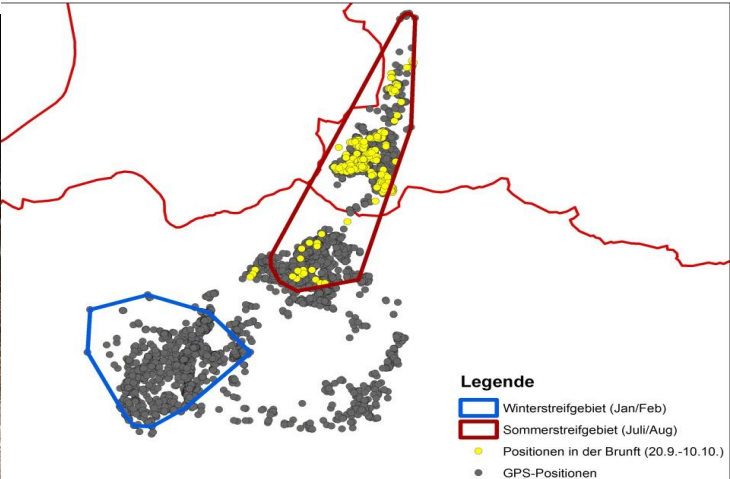 Legende
Winterstreifgebiet (Jan/Feb)
Sommerstreifgebiet (Juli/Aug)
Positionen in der Brunft (20.9.-10.10.)
GPS-Positionen